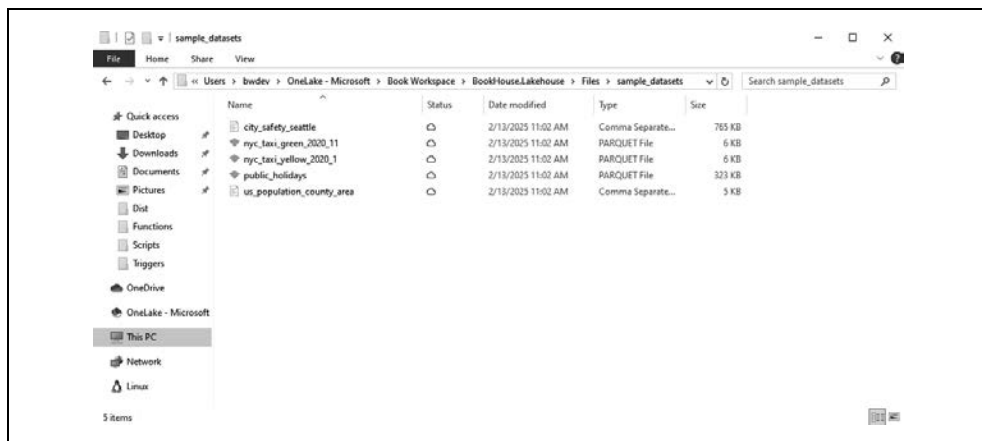 sample_datasets
File Home Share View
« Users > bwdev > OneLake - Microsoft > Book Workspace > BookHouse.Lakehouse > Files > sample_datasets
Search sample_datasets
Name Status Date modified Type Size
Quick access
Desktop
Downloads
Documents
Pictures
Dist
Functions
Scripts
Triggers
OneDrive
OneLake - Microsoft
This PC
Network
Linux
city_safety_seattle 2/13/2025 11:02 AM Comma Separate... 765 KB
nyc_taxi_green_2020_11 2/13/2025 11:02 AM PARQUET File 6 KB
nyc_taxi_yellow_2020_1 2/13/2025 11:02 AM PARQUET File 6 KB
public_holidays 2/13/2025 11:02 AM PARQUET File 323 KB
us_population_county_area 2/13/2025 11:02 AM Comma Separate... 5 KB
5 items